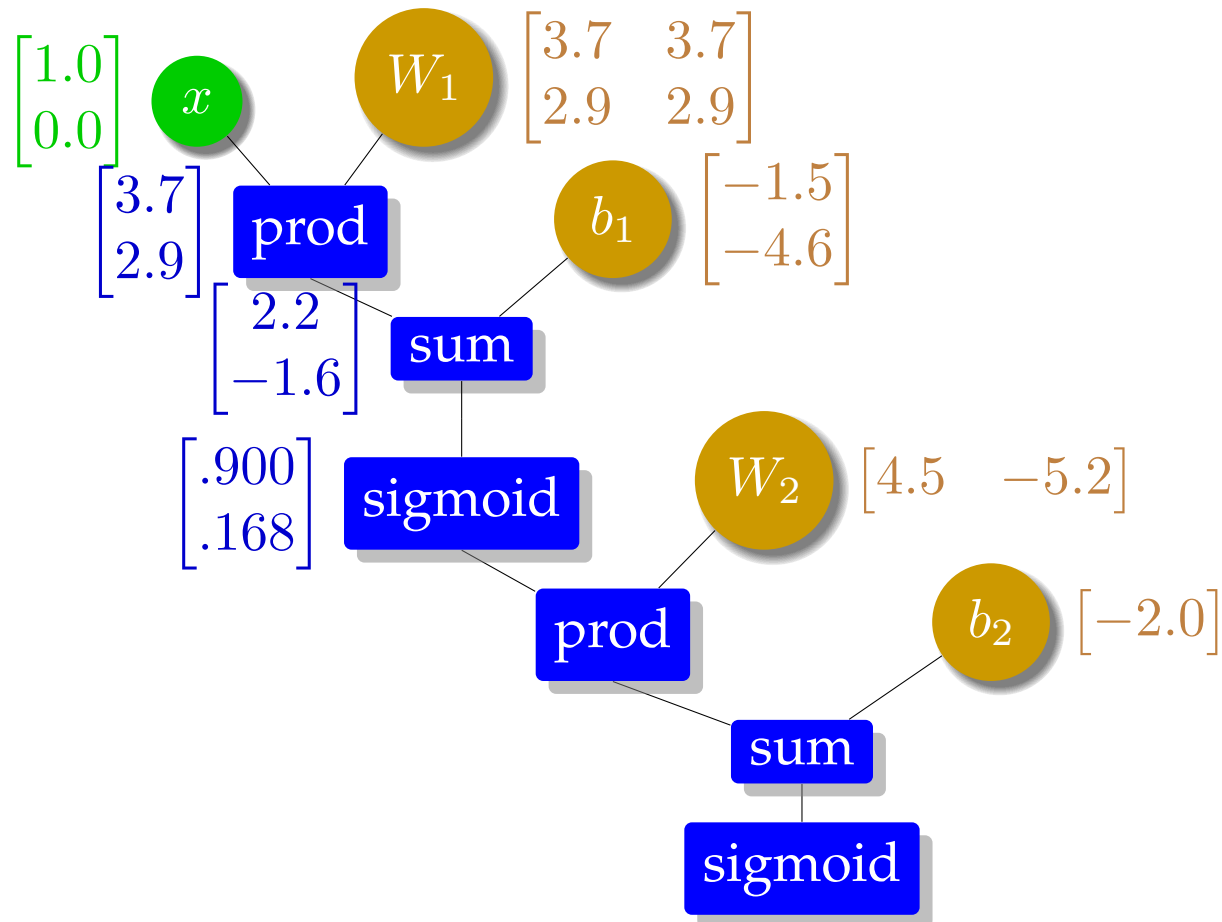 [1.0
0.0]
x
W₁
[3.7 3.7
2.9 2.9]
[3.7
2.9]
prod
b₁
[−1.5
−4.6]
[2.2
−1.6]
sum
[.900
.168]
sigmoid
W₂
[4.5 −5.2]
prod
b₂
[−2.0]
sum
sigmoid